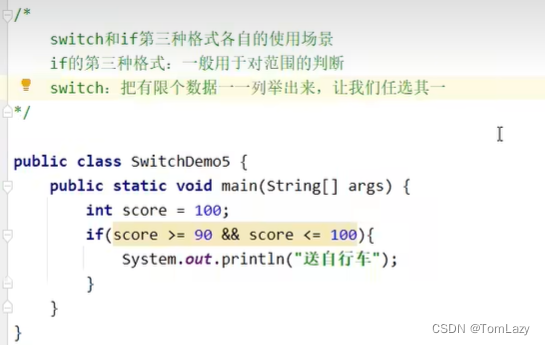 /*
switch和if第三种格式各自的使用场景
if的第三种格式：一般用于对范围的判断
switch：把有限个数据一一列举出来，让我们任选其一
*/
public class SwitchDemo5 {
public static void main(String[] args) {
int score = 100;
if(score >= 90 && score <= 100){
System.out.println("送自行车");
}
}
}
CSDN @TomLazy